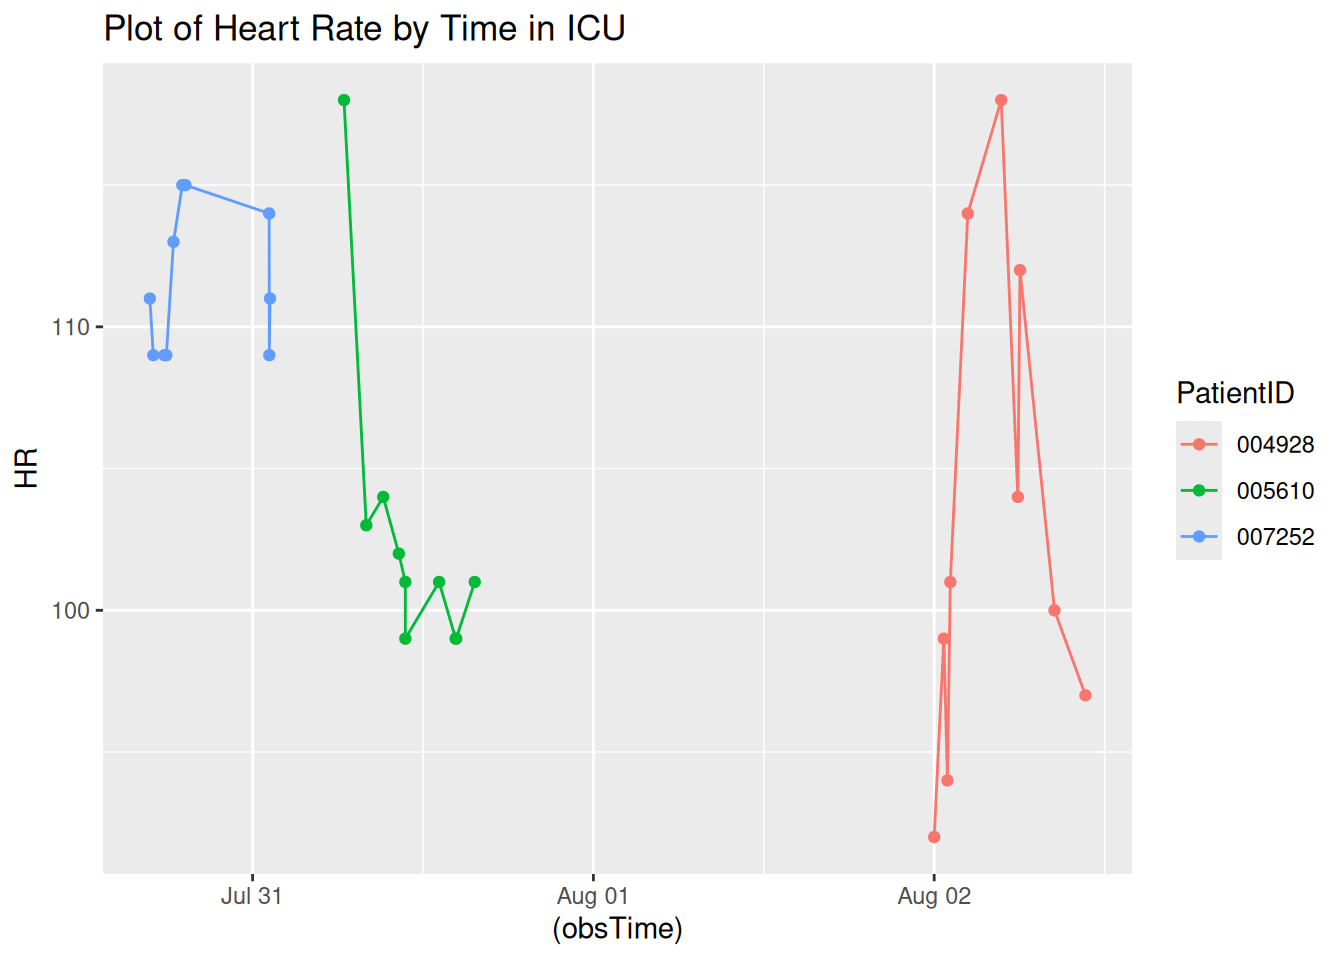 Plot of Heart Rate by Time in ICU
110
100
HR
Jul 31
Aug 01
Aug 02
(obsTime)
PatientID
004928
005610
007252